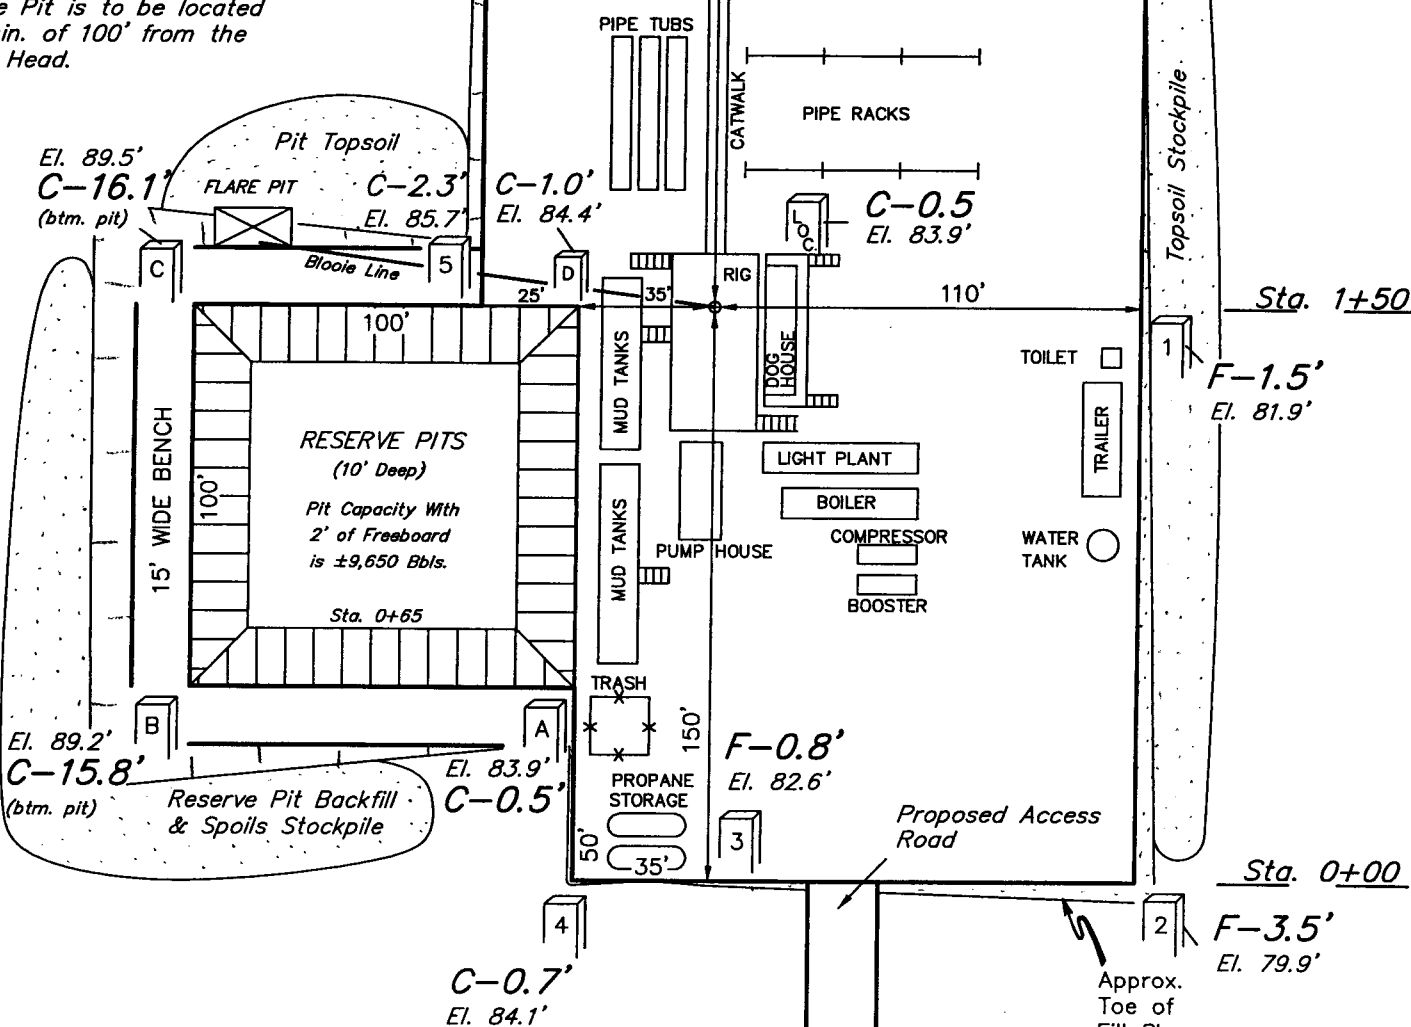 e Pit is to be located
in. of 100' from the
Head.
PIPE TUBS
CATWALK
PIPE RACKS
Topsoil Stockpile
Pit Topsoil
El. 89.5'
C-16.1'
(btm. pit)
FLARE PIT
C-2.3'
El. 85.7'
C-1.0'
El. 84.4'
LOC.
C-0.5
El. 83.9'
C
5
D
Blooie Line
RIG
25'
35'
110'
Sta. 1+50
100'
MUD TANKS
DOG
HOUSE
TOILET
1
F-1.5'
El. 81.9'
15' WIDE BENCH
100'
RESERVE PITS
(10' Deep)
Pit Capacity With
2' of Freeboard
is ±9,650 Bbls.
Sta. 0+65
LIGHT PLANT
TRAILER
BOILER
MUD TANKS
PUMP HOUSE
COMPRESSOR
BOOSTER
WATER
TANK
TRASH
B
A
El. 89.2'
C-15.8'
(btm. pit)
El. 83.9'
C-0.5'
150'
F-0.8'
El. 82.6'
Reserve Pit Backfill
& Spoils Stockpile
PROPANE
STORAGE
50'
35'
3
Proposed Access
Road
Sta. 0+00
4
2
F-3.5'
El. 79.9'
C-0.7'
El. 84.1'
Approx.
Toe of